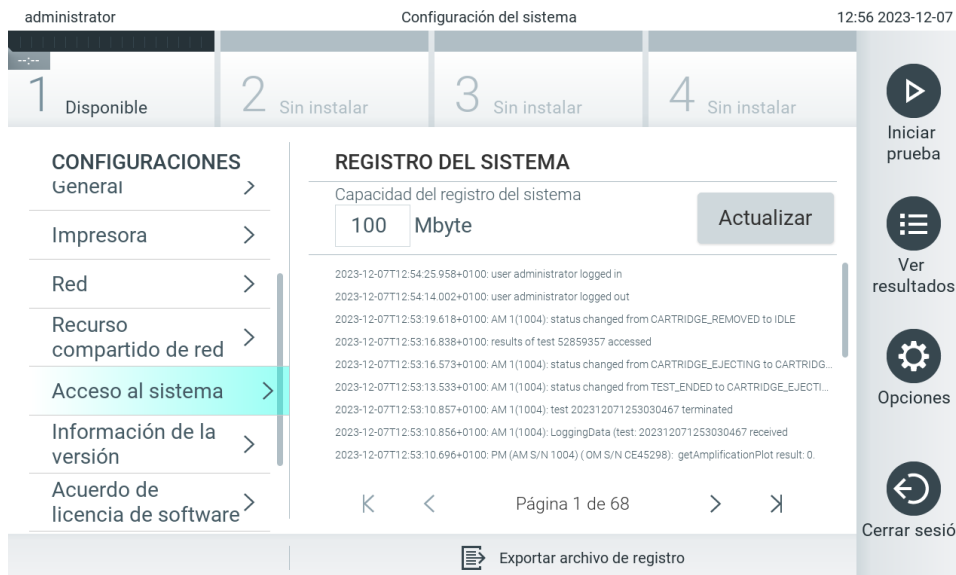 administrator Configuración del sistema 12:56 2023-12-07
--:--
1 Disponible
2 Sin instalar
3 Sin instalar
4 Sin instalar
CONFIGURACIONES
General
Impresora
Red
Recurso
compartido de red
Acceso al sistema
Información de la
versión
Acuerdo de
licencia de software
REGISTRO DEL SISTEMA
Capacidad del registro del sistema
100 Mbyte
Actualizar
2023-12-07T12:54:25.958+0100: user administrator logged in
2023-12-07T12:54:14.002+0100: user administrator logged out
2023-12-07T12:53:19.618+0100: AM 1(1004): status changed from CARTRIDGE_REMOVED to IDLE
2023-12-07T12:53:16.838+0100: results of test 52859357 accessed
2023-12-07T12:53:16.573+0100: AM 1(1004): status changed from CARTRIDGE_EJECTING to CARTRIDG...
2023-12-07T12:53:13.533+0100: AM 1(1004): status changed from TEST_ENDED to CARTRIDGE_EJECTI...
2023-12-07T12:53:10.857+0100: AM 1(1004): test 202312071253030467 terminated
2023-12-07T12:53:10.856+0100: AM 1(1004): LoggingData (test: 202312071253030467 received
2023-12-07T12:53:10.696+0100: PM (AM S/N 1004) ( OM S/N CE45298): getAmplificationPlot result: 0.
Página 1 de 68
Exportar archivo de registro
Iniciar
prueba
Ver
resultados
Opciones
Cerrar sesió